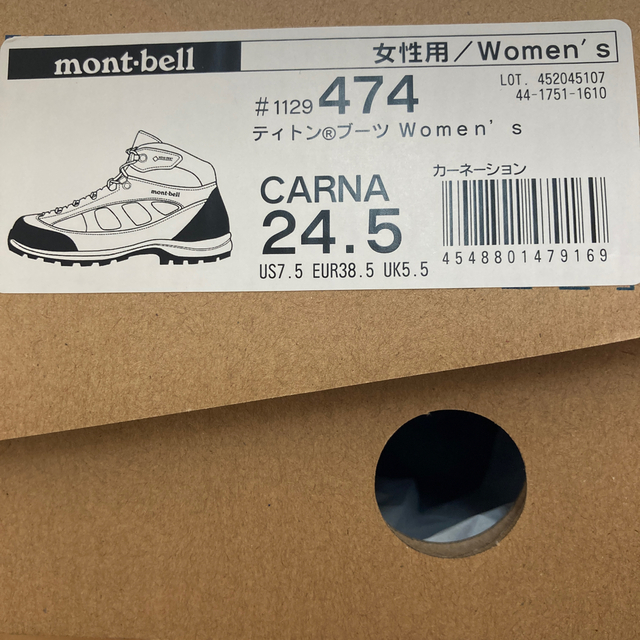 mont·bell
女性用/Women's
#1129 474
LOT. 452045107
44-1751-1610
ティトン®ブーツ Women's
mont·bell
CARNA
カーネーション
24.5
US7.5 EUR38.5 UK5.5
4548801479169